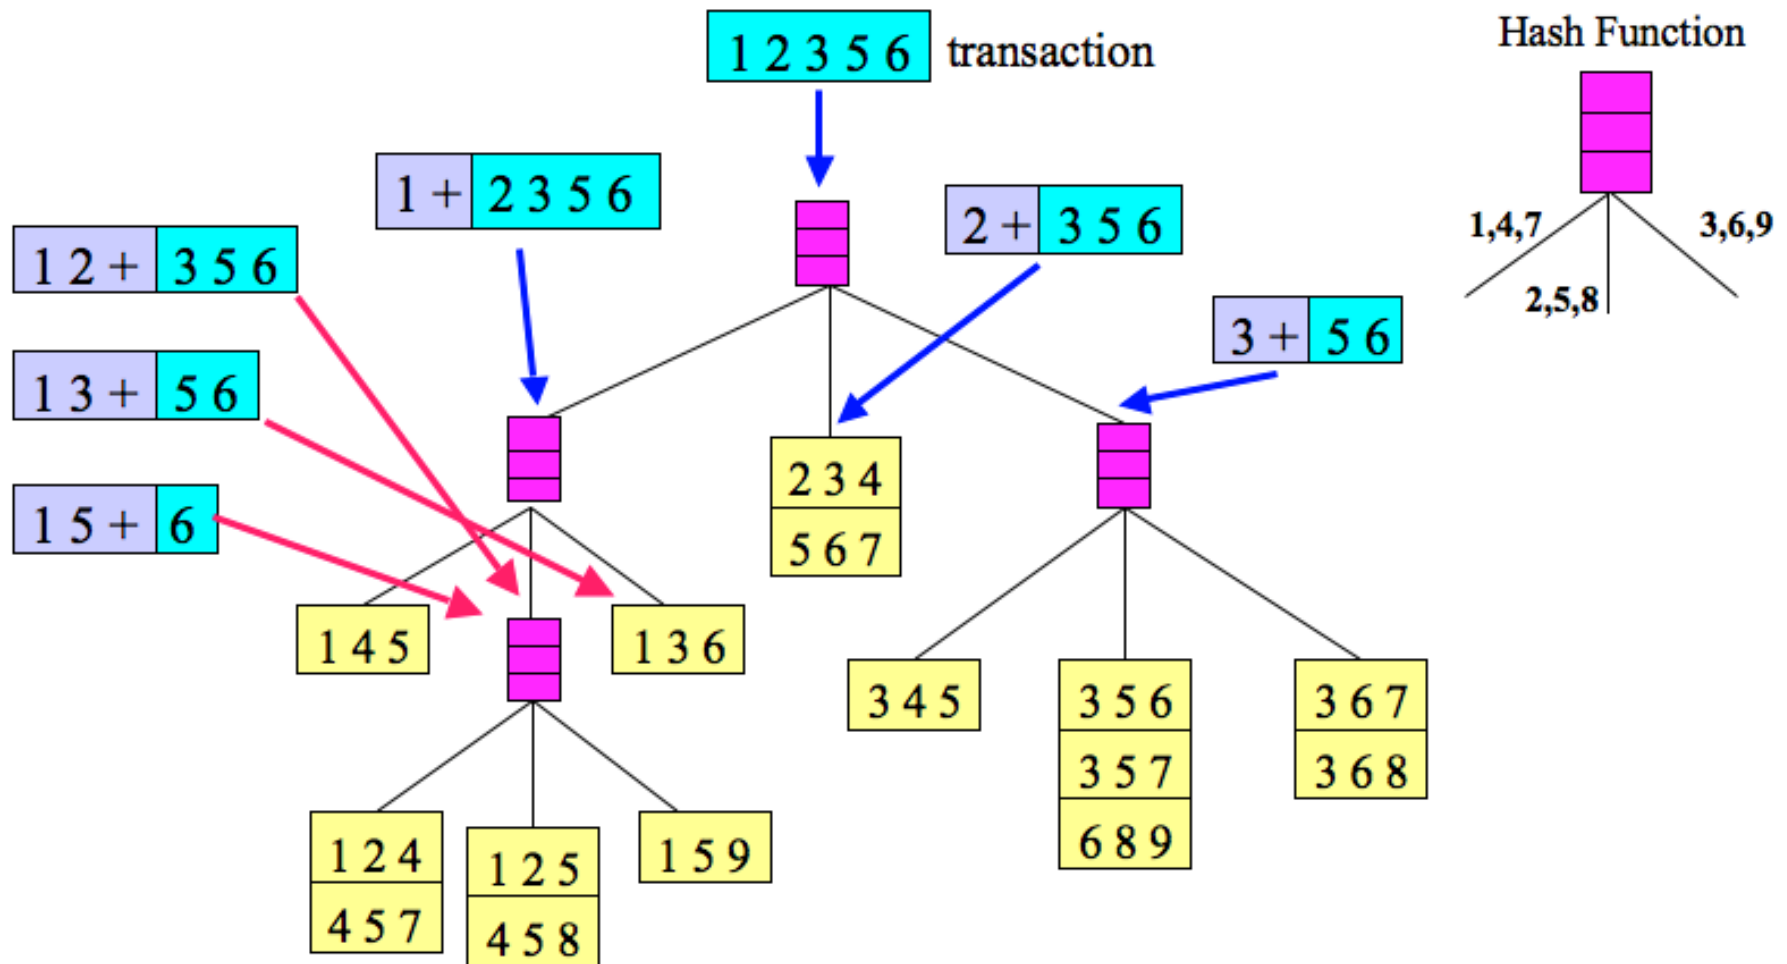 1 2 3 5 6 transaction
Hash Function
1 + 2 3 5 6
2 + 3 5 6
1,4,7
3,6,9
2,5,8
1 2 + 3 5 6
3 + 5 6
1 3 + 5 6
1 5 + 6
2 3 4
5 6 7
1 4 5
1 3 6
3 4 5
3 5 6
3 5 7
6 8 9
3 6 7
3 6 8
1 2 4
4 5 7
1 2 5
4 5 8
1 5 9